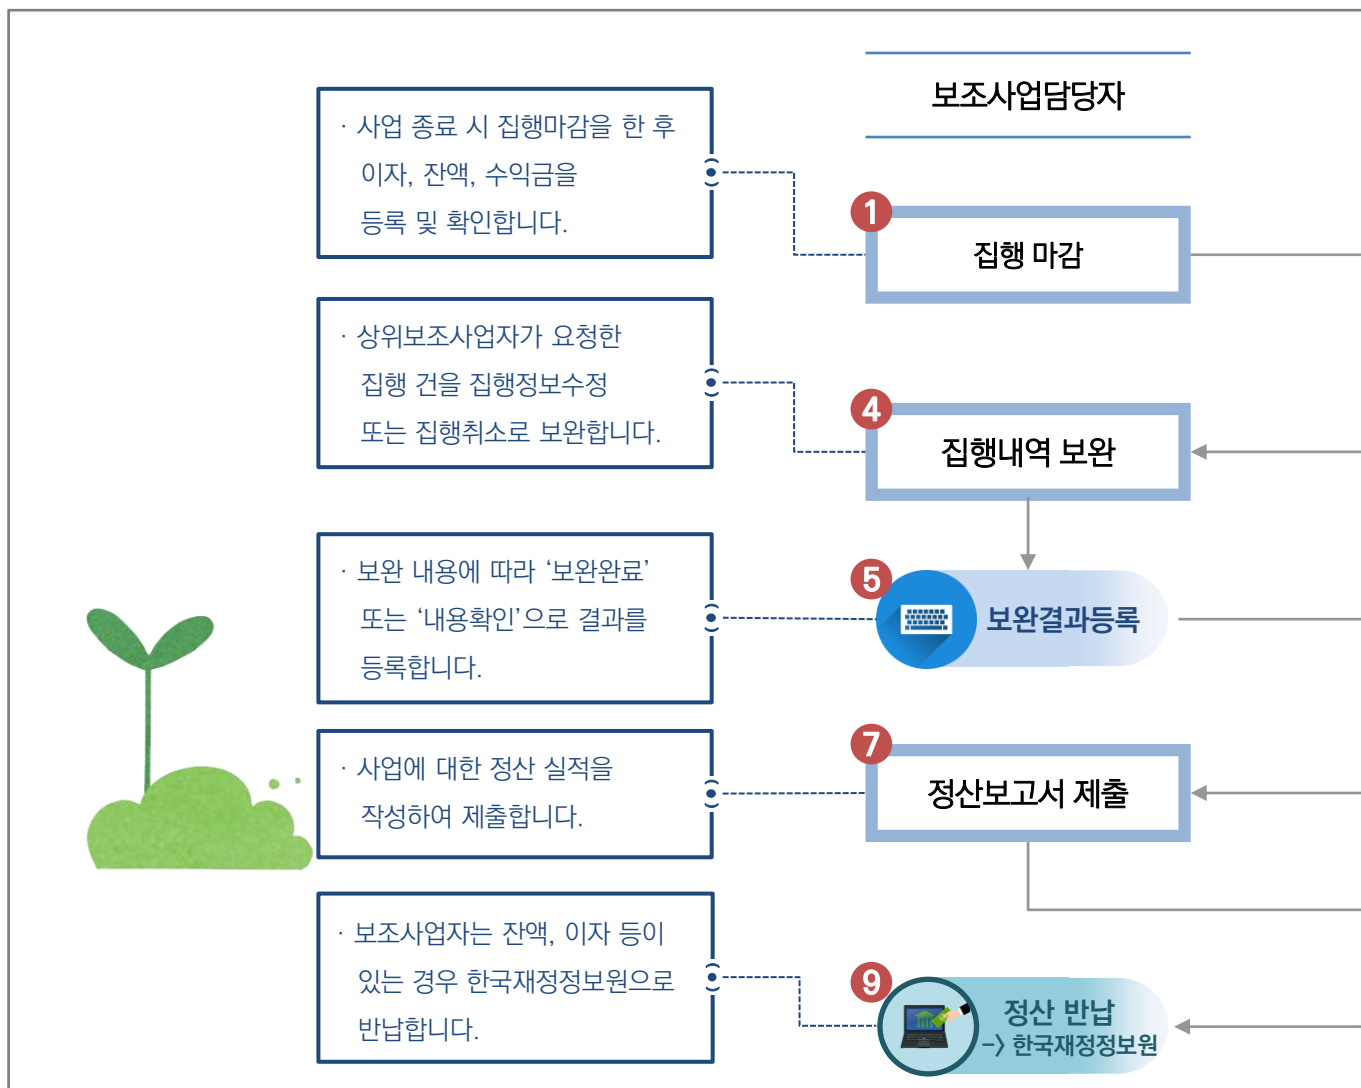 보조사업담당자
· 사업 종료 시 집행마감을 한 후
이자, 잔액, 수익금을
등록 및 확인합니다.
1
집행 마감
· 상위보조사업자가 요청한
집행 건을 집행정보수정
또는 집행취소로 보완합니다.
4
집행내역 보완
· 보완 내용에 따라 ‘보완완료’
또는 ‘내용확인’으로 결과를
등록합니다.
5
보완결과등록
· 사업에 대한 정산 실적을
작성하여 제출합니다.
7
정산보고서 제출
· 보조사업자는 잔액, 이자 등이
있는 경우 한국재정정보원으로
반납합니다.
9
정산 반납
-> 한국재정정보원